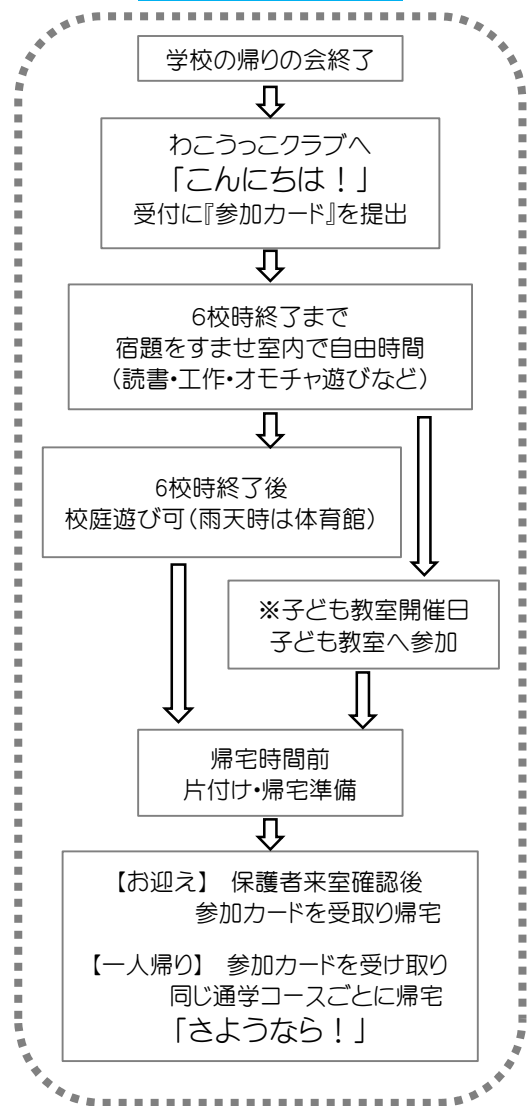 学校の帰りの会終了
わこうっこクラブへ
「こんにちは!」
受付に『参加カード』を提出
6校時終了まで
宿題をすませ室内で自由時間
(読書・工作・オモチャ遊びなど)
6校時終了後
校庭遊び可(雨天時は体育館)
※子ども教室開催日
子ども教室へ参加
帰宅時間前
片付け・帰宅準備
【お迎え】 保護者来室確認後
参加カードを受取り帰宅
【一人帰り】 参加カードを受け取り
同じ通学コースごとに帰宅
「さようなら!」